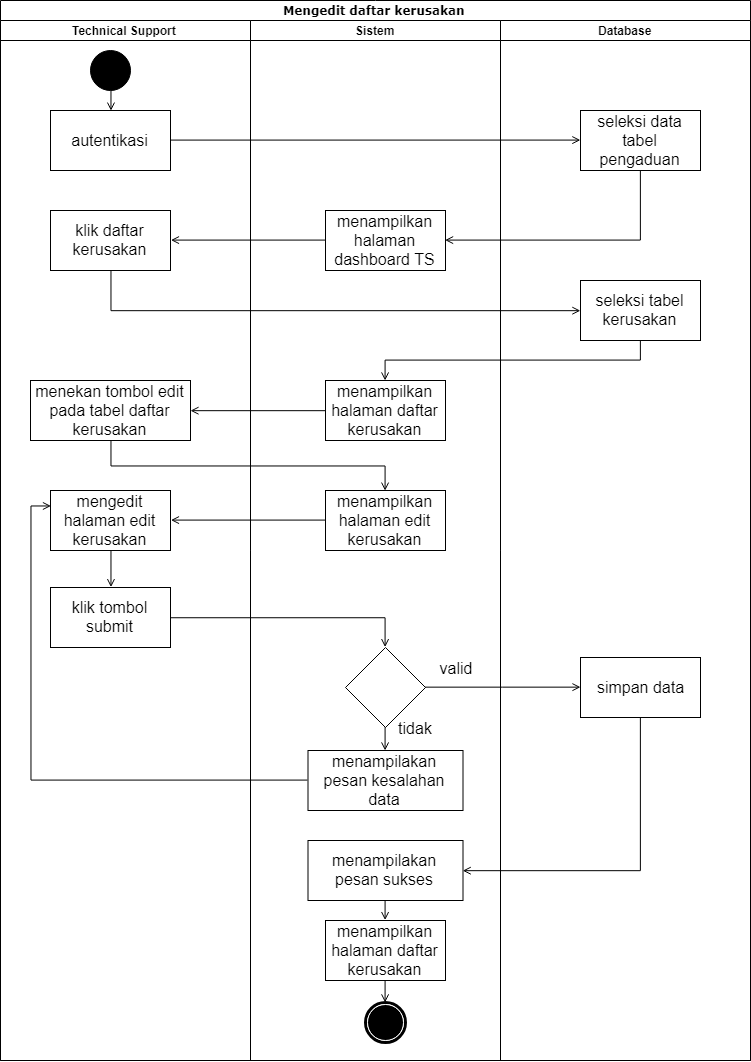 Mengedit daftar kerusakan
Technical Support
Sistem
Database
autentikasi
seleksi data
tabel
pengaduan
klik daftar
kerusakan
menampilkan
halaman
dashboard TS
seleksi tabel
kerusakan
menekan tombol edit
pada tabel daftar
kerusakan
menampilkan
halaman daftar
kerusakan
mengedit
halaman edit
kerusakan
menampilkan
halaman edit
kerusakan
klik tombol
submit
valid
simpan data
tidak
menampilakan
pesan kesalahan
data
menampilakan
pesan sukses
menampilkan
halaman daftar
kerusakan